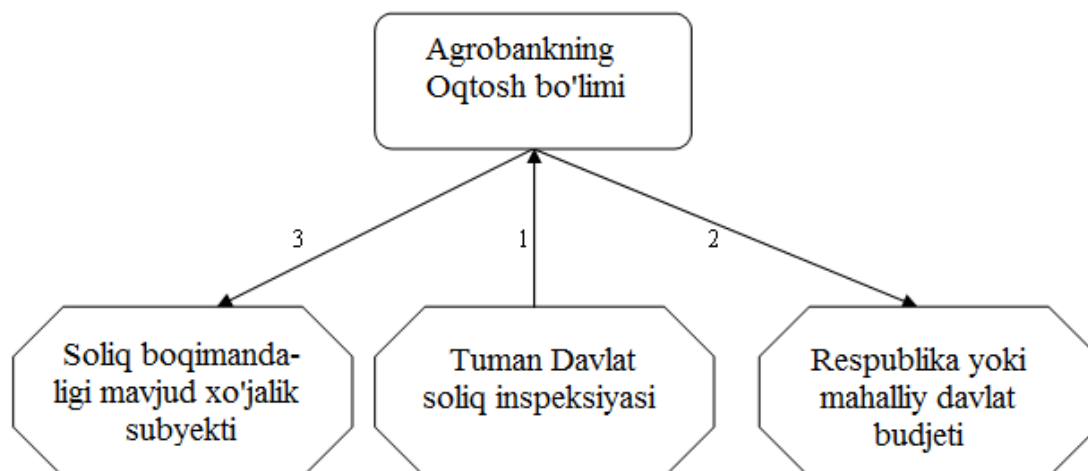 Agrobankning
Oqtosh bo'limi
3
1
2
Soliq boqimanda-
ligi mavjud xo'jalik
subyekti
Tuman Davlat
soliq inspeksiyasi
Respublika yoki
mahalliy davlat
budjeti